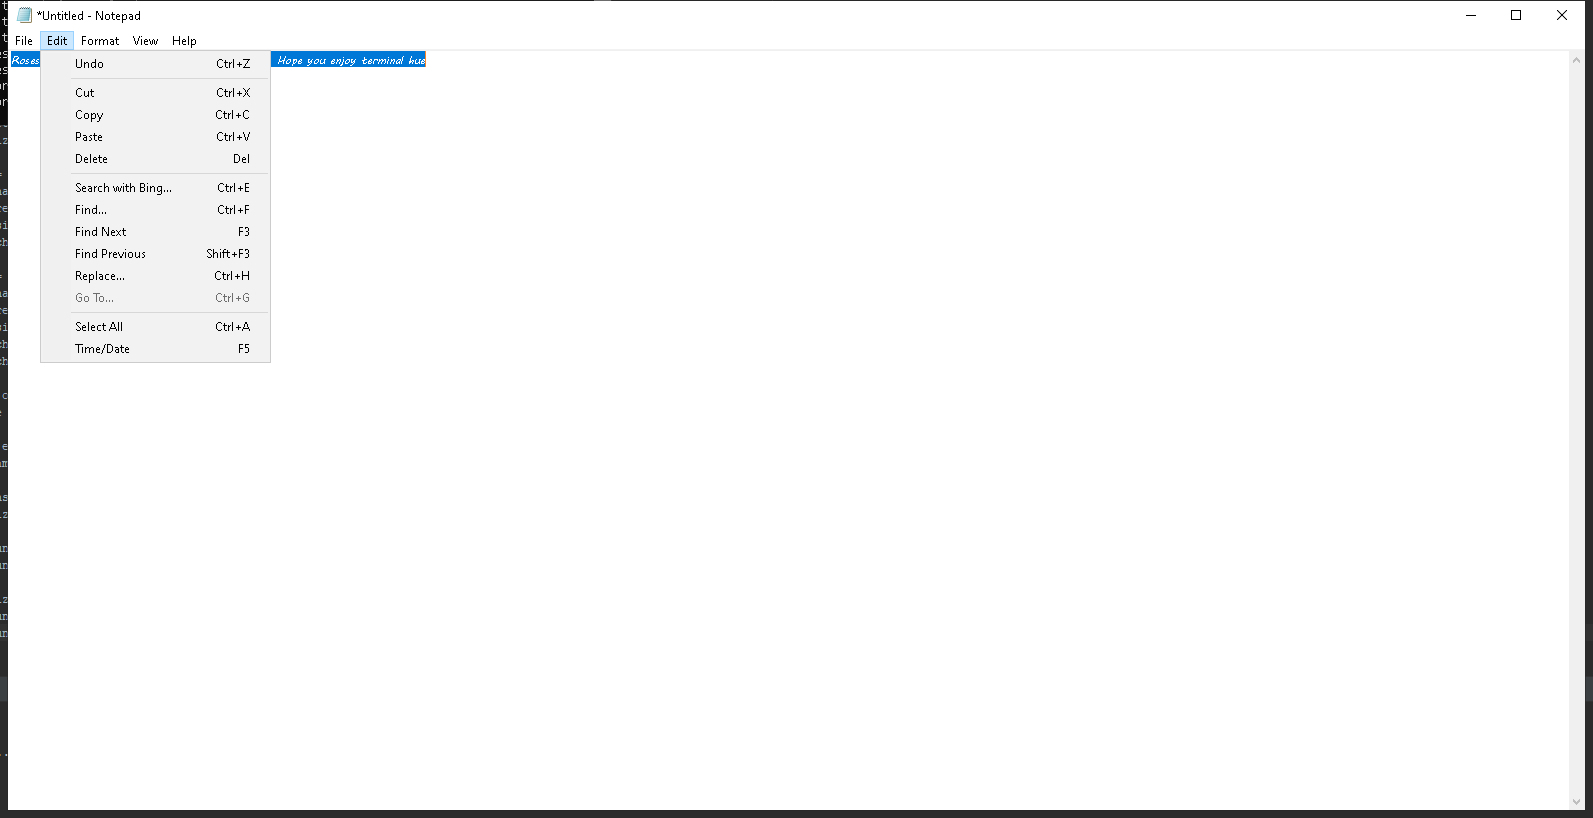 *Untitled - Notepad
File Edit Format View Help
Roses Hope you enjoy terminal hue
Undo Ctrl+Z
Cut Ctrl+X
Copy Ctrl+C
Paste Ctrl+V
Delete Del
Search with Bing... Ctrl+E
Find... Ctrl+F
Find Next F3
Find Previous Shift+F3
Replace... Ctrl+H
Go To... Ctrl+G
Select All Ctrl+A
Time/Date F5